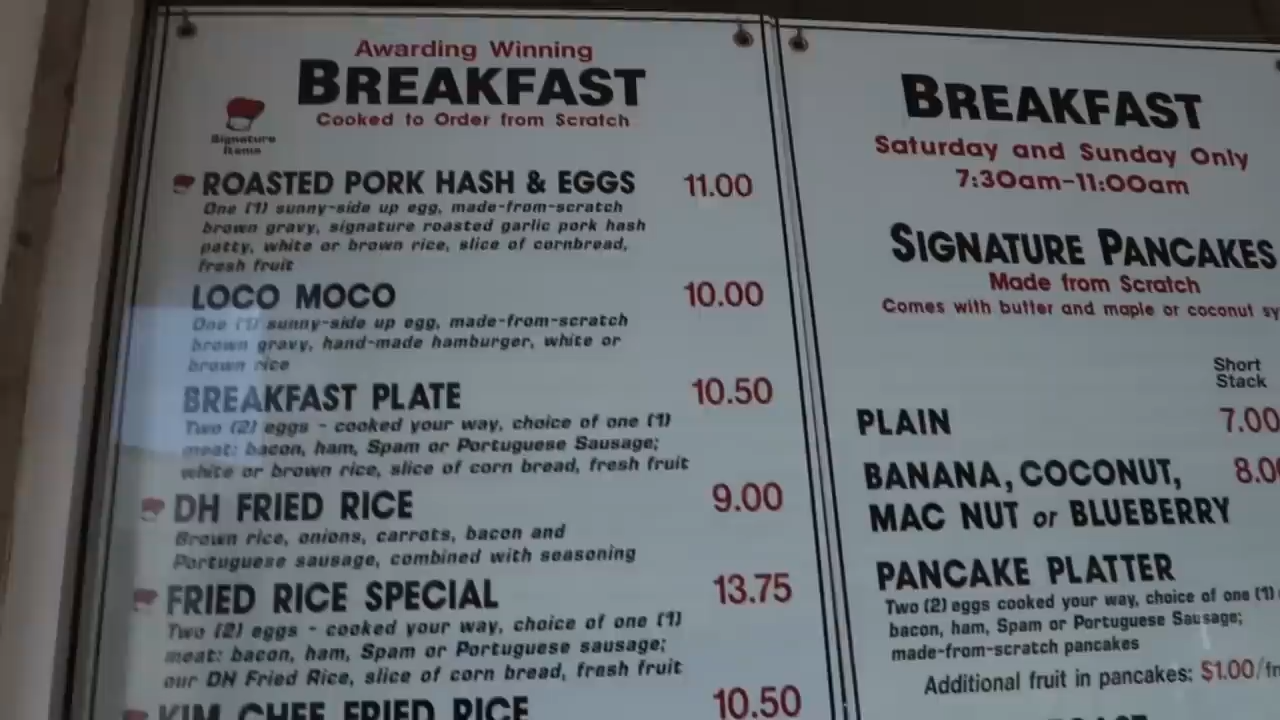 Awarding Winning
BREAKFAST
Cooked to Order from Scratch
Signature
Items
ROASTED PORK HASH & EGGS 11.00
One (1) sunny-side up egg, made-from-scratch
brown gravy, signature roasted garlic pork hash
patty, white or brown rice, slice of cornbread,
fresh fruit
LOCO MOCO 10.00
One (1) sunny-side up egg, made-from-scratch
brown gravy, hand-made hamburger, white or
brown rice
BREAKFAST PLATE 10.50
Two (2) eggs - cooked your way, choice of one (1)
meat: bacon, ham, Spam or Portuguese Sausage;
white or brown rice, slice of corn bread, fresh fruit
DH FRIED RICE 9.00
Brown rice, onions, carrots, bacon and
Portuguese sausage, combined with seasoning
FRIED RICE SPECIAL 13.75
Two (2) eggs - cooked your way, choice of one (1)
meat: bacon, ham, Spam or Portuguese sausage;
our DH Fried Rice, slice of corn bread, fresh fruit
KIM CHEE FRIED RICE 10.50
BREAKFAST
Saturday and Sunday Only
7:30am-11:00am
SIGNATURE PANCAKES
Made from Scratch
Comes with butter and maple or coconut sy
Short
Stack
PLAIN 7.00
BANANA, COCONUT, 8.0
MAC NUT or BLUEBERRY
PANCAKE PLATTER
Two (2) eggs cooked your way, choice of one (1)
bacon, ham, Spam or Portuguese Sausage;
made-from-scratch pancakes
Additional fruit in pancakes: $1.00/